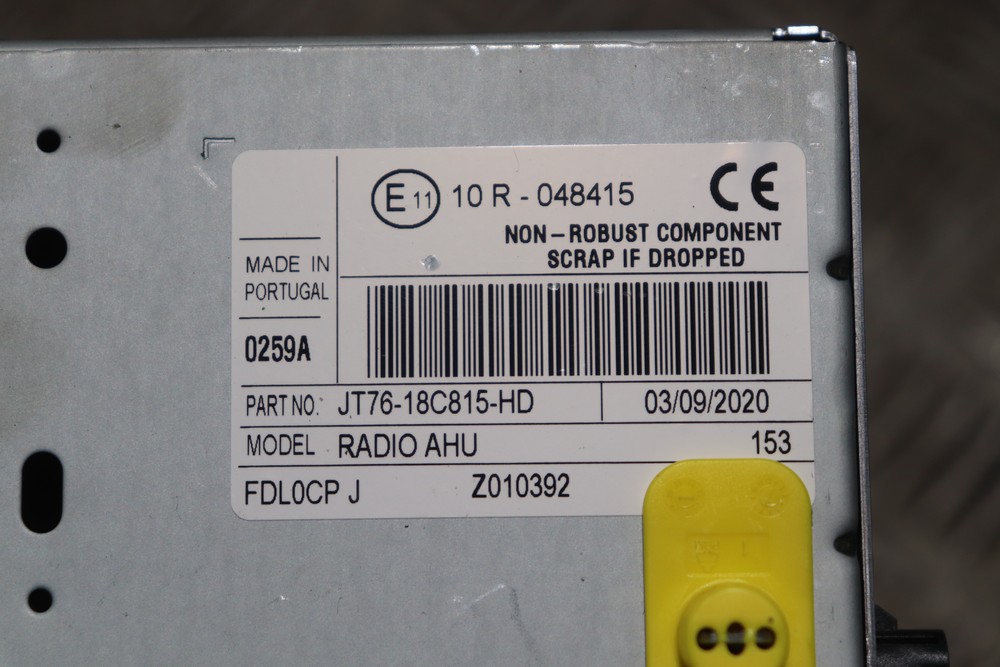 E 11 10 R - 048415 CE
NON-ROBUST COMPONENT
SCRAP IF DROPPED
MADE IN
PORTUGAL
0259A
PART NO. JT76-18C815-HD 03/09/2020
MODEL RADIO AHU 153
FDL0CP J Z010392